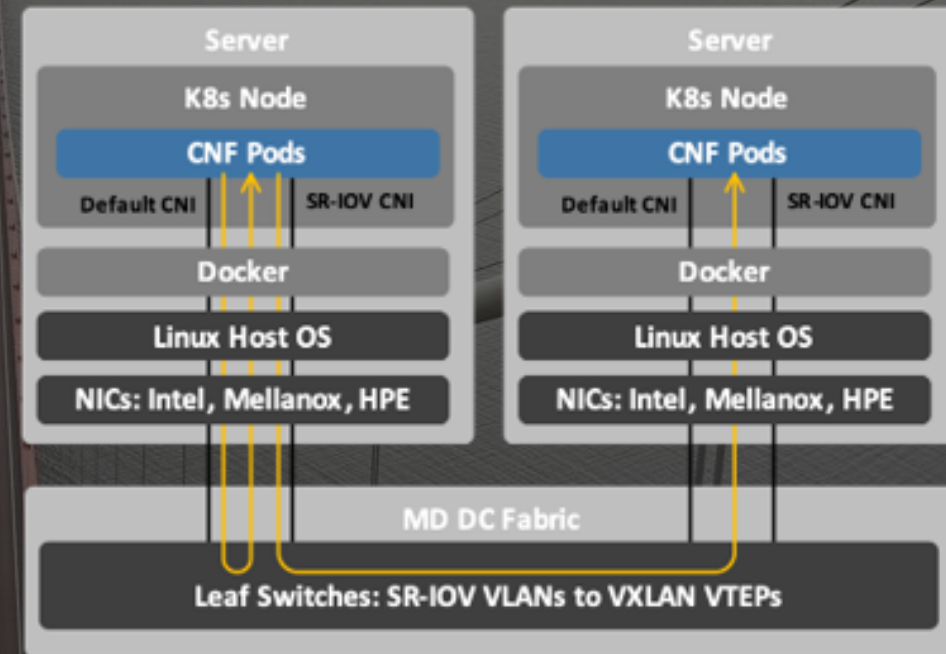 Server
K8s Node
CNF Pods
Default CNI
SR-IOV CNI
Docker
Linux Host OS
NICs: Intel, Mellanox, HPE
Server
K8s Node
CNF Pods
Default CNI
SR-IOV CNI
Docker
Linux Host OS
NICs: Intel, Mellanox, HPE
MD DC Fabric
Leaf Switches: SR-IOV VLANs to VXLAN VTEPs